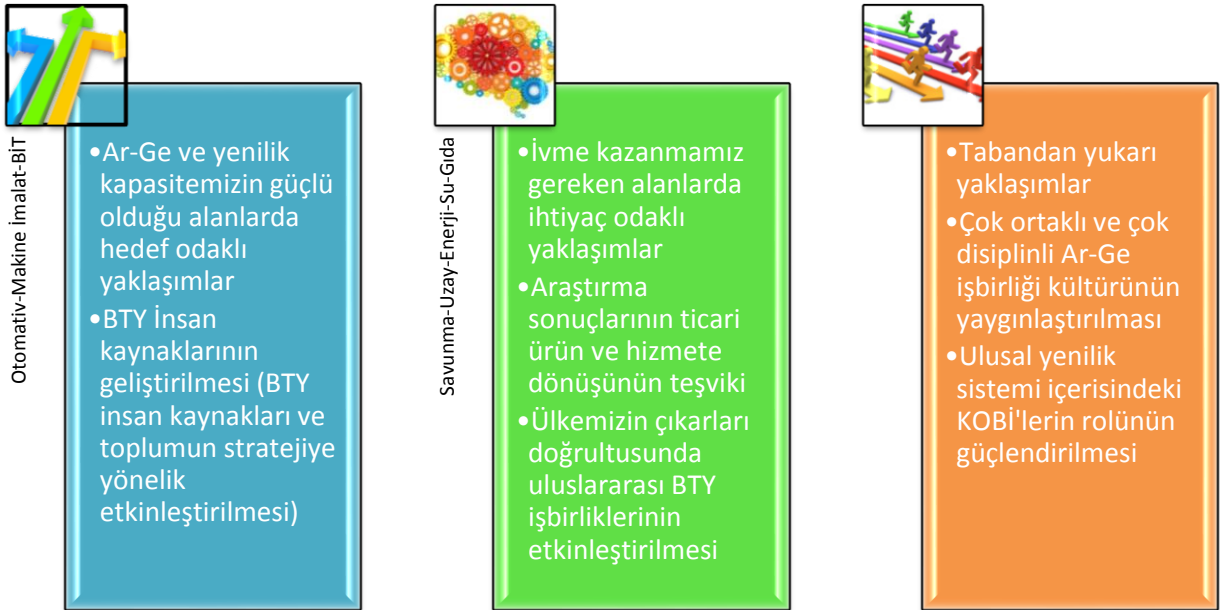 Otomotiv-Makine İmalat-BİT
•Ar-Ge ve yenilik
kapasitemizin güçlü
olduğu alanlarda
hedef odaklı
yaklaşımlar
•BTY İnsan
kaynaklarının
geliştirilmesi (BTY
insan kaynakları ve
toplumun stratejiye
yönelik
etkinleştirilmesi)
Savunma-Uzay-Enerji-Su-Gıda
•İvme kazanmamız
gereken alanlarda
ihtiyaç odaklı
yaklaşımlar
•Araştırma
sonuçlarının ticari
ürün ve hizmete
dönüşünün teşviki
•Ülkemizin çıkarları
doğrultusunda
uluslararası BTY
işbirliklerinin
etkinleştirilmesi
•Tabandan yukarı
yaklaşımlar
•Çok ortaklı ve çok
disiplinli Ar-Ge
işbirliği kültürünün
yaygınlaştırılması
•Ulusal yenilik
sistemi içerisindeki
KOBİ'lerin rolünün
güçlendirilmesi